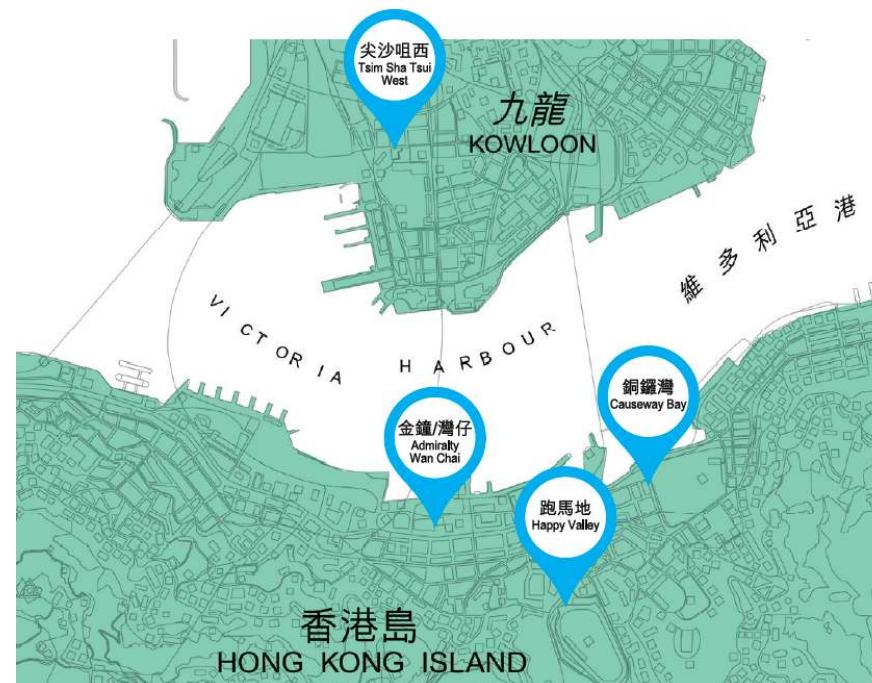 尖沙咀西
Tsim Sha Tsui
West
九龍
KOWLOON
維多利亞港
VICTORIA HARBOUR
銅鑼灣
Causeway Bay
金鐘/灣仔
Admiralty
Wan Chai
跑馬地
Happy Valley
香港島
HONG KONG ISLAND